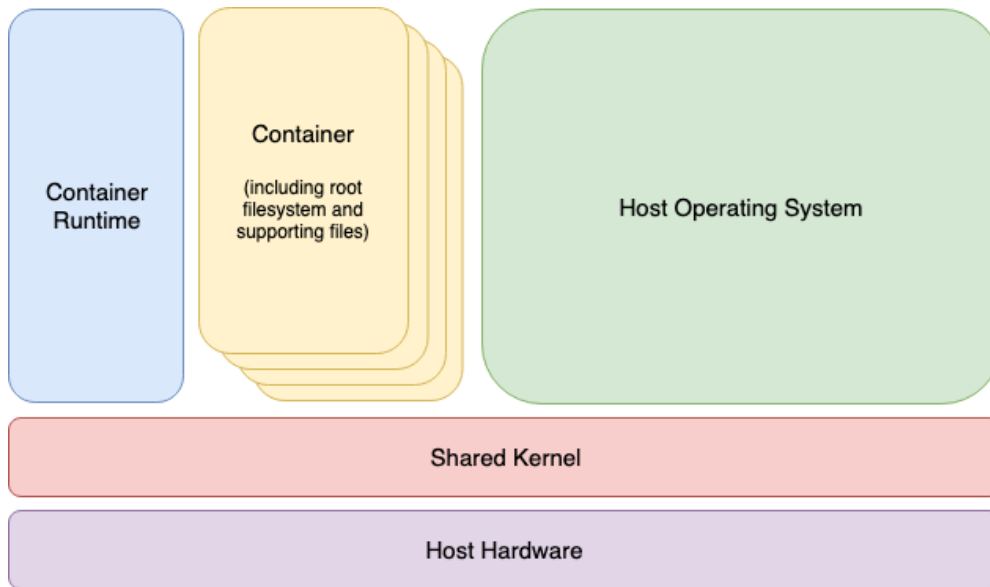 Container
Runtime
Container
(including root
filesystem and
supporting files)
Host Operating System
Shared Kernel
Host Hardware